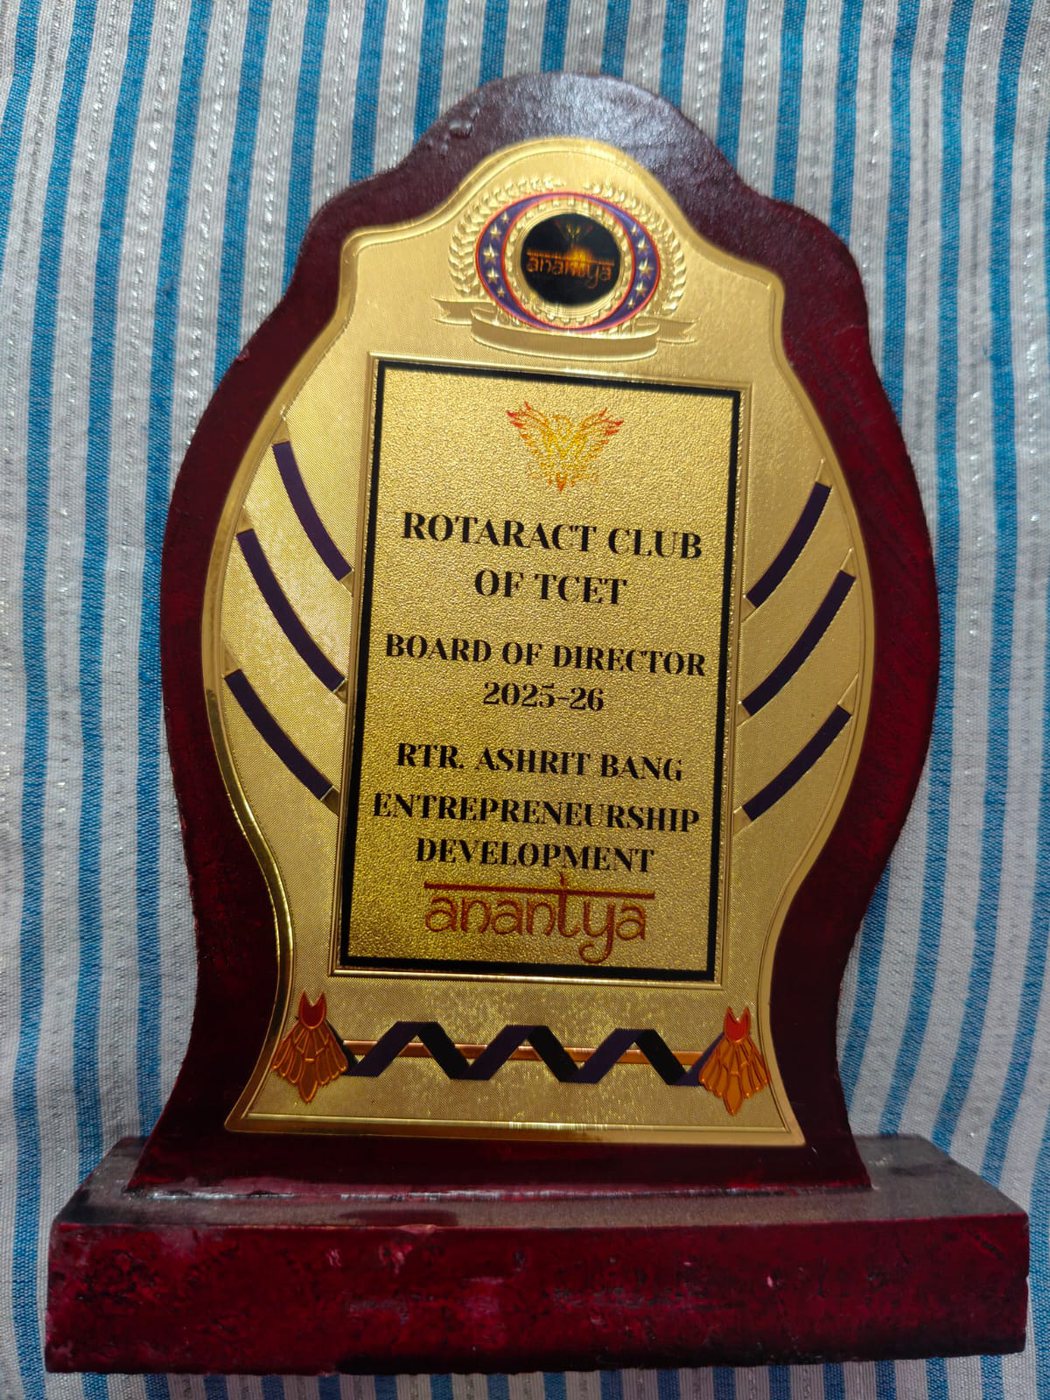 anantya
ROTARACT CLUB
OF TCET
BOARD OF DIRECTOR
2025-26
RTR. ASHRIT BANG
ENTREPRENEURSHIP
DEVELOPMENT
anantya